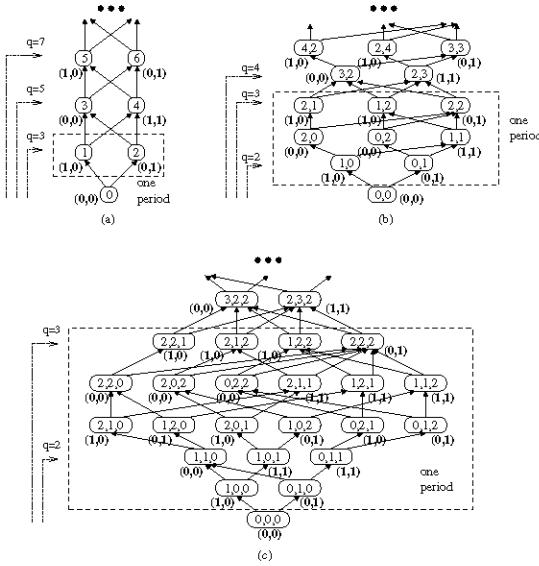 q=7
5 6
(1,0) (0,1)
q=5
3 4
(0,0) (1,1)
q=3
1 2
(1,0) (0,1)
one
period
0
(0,0)
(a)
4,2 2,4 3,3
(1,0) (1,0) (0,1)
q=4
3,2 2,3
(0,0) (1,1)
q=3
2,1 1,2 2,2
(1,0) (1,0) (0,1)
one
period
2,0 0,2 1,1
(0,0) (0,0) (1,1)
q=2
1,0 0,1
(1,0) (0,1)
0,0
(0,0)
(b)
3,2,2 2,3,2
(0,0) (1,1)
q=3
2,2,1 2,1,2 1,2,2 2,2,2
(1,0) (1,0) (1,0) (0,1)
2,2,0 2,0,2 0,2,2 2,1,1 1,2,1 1,1,2
(0,0) (0,0) (0,0) (1,1) (1,1) (1,1)
2,1,0 1,2,0 2,0,1 1,0,2 0,2,1 0,1,2
(1,0) (0,1) (1,0) (0,1) (1,0) (0,1)
q=2
1,1,0 1,0,1 0,1,1
(0,0) (1,1) (1,1)
one
period
1,0,0 0,1,0
(1,0) (0,1)
0,0,0
(0,0)
(c)